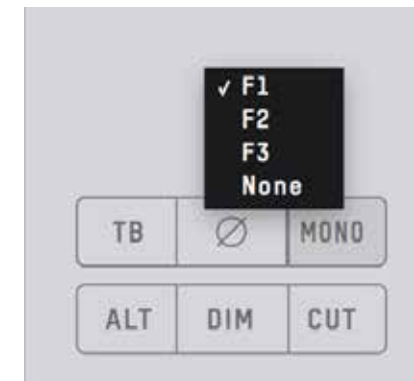 ✓ F1
F2
F3
None
TB Ø MONO
ALT DIM CUT